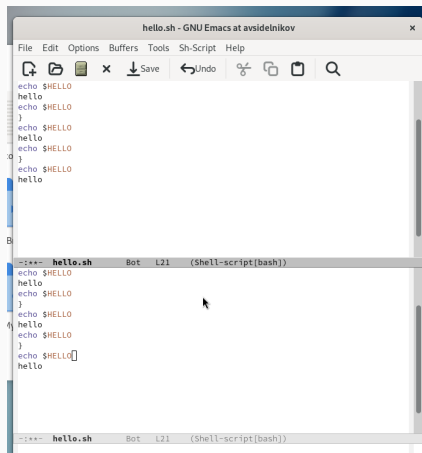 hello.sh - GNU Emacs at avsidelnikov ×
File Edit Options Buffers Tools Sh-Script Help
Save Undo
echo $HELLO
hello
echo $HELLO
}
echo $HELLO
hello
echo $HELLO
}
echo $HELLO
hello
-:**- hello.sh Bot L21 (Shell-script[bash])
echo $HELLO
hello
echo $HELLO
}
echo $HELLO
hello
echo $HELLO
}
echo $HELLO
hello
-:**- hello.sh Bot L21 (Shell-script[bash])